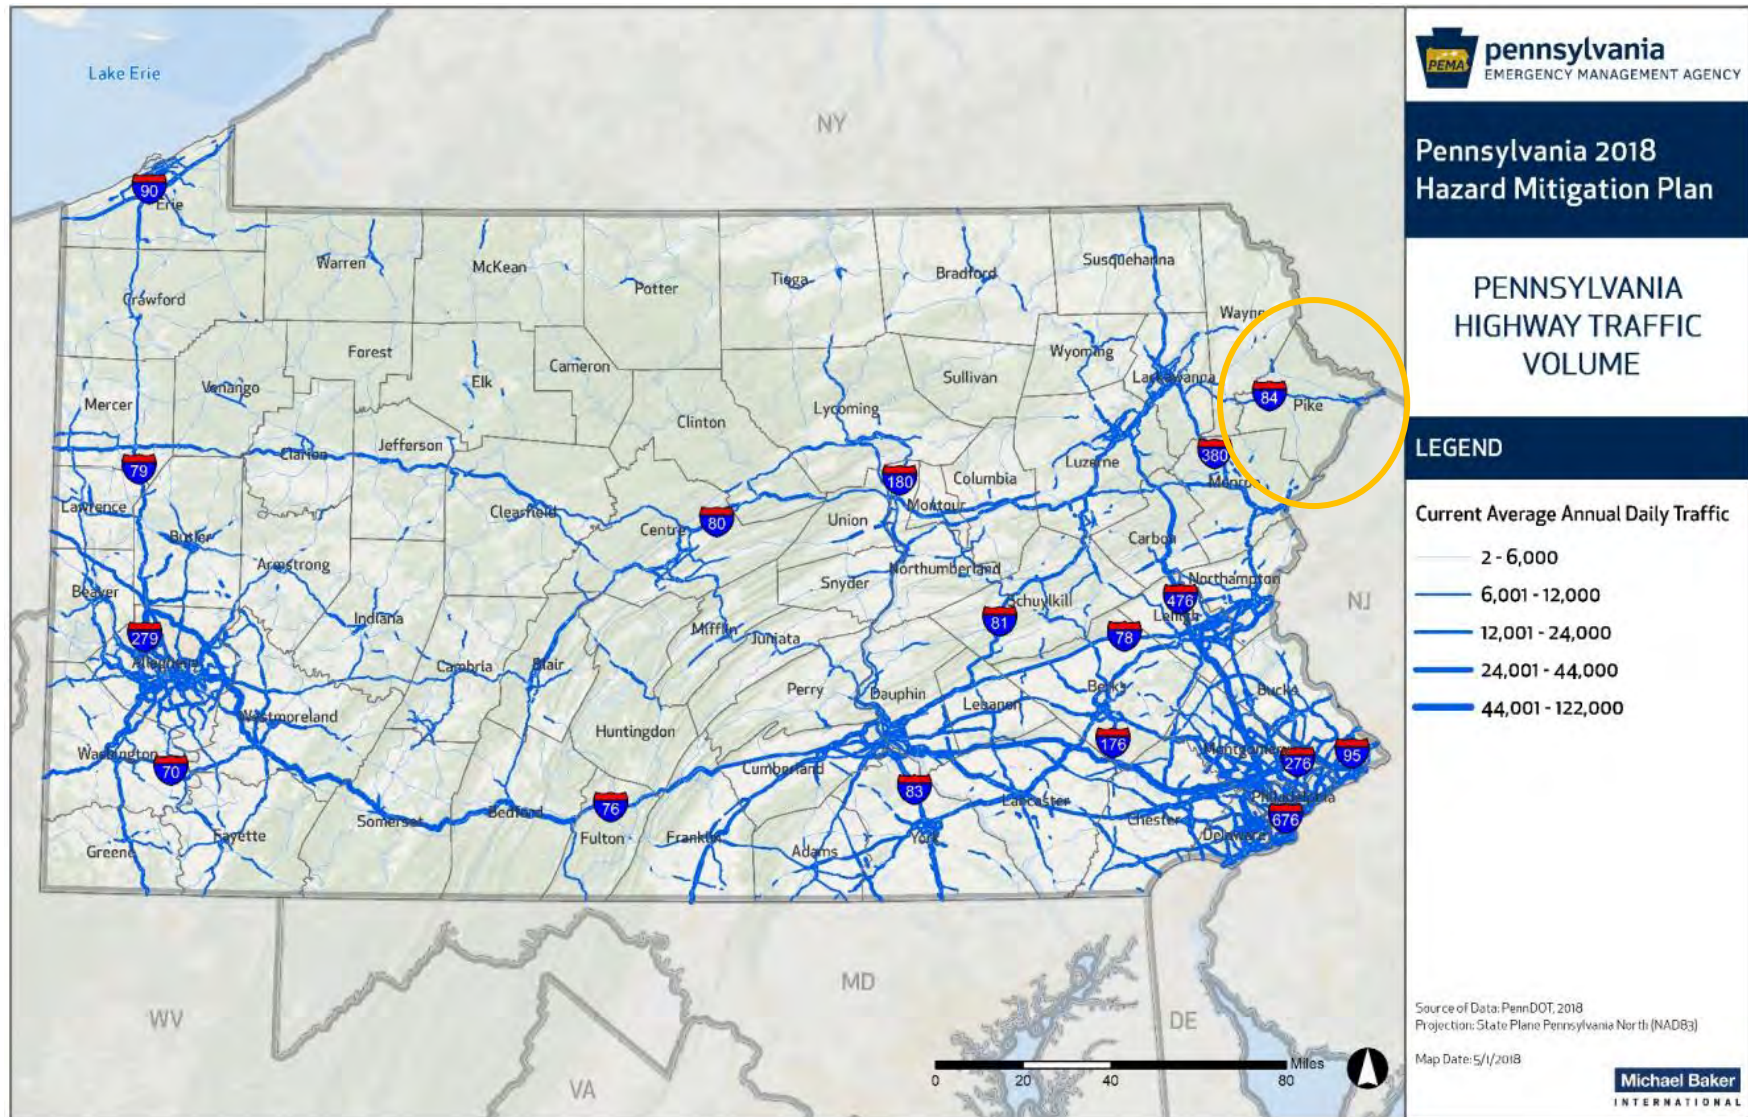 Lake Erie
NY
90
Erie
Warren
McKean
Potter
Tioga
Bradford
Susquehanna
Wayne
Crawford
Forest
Cameron
Elk
Venango
Mercer
Clinton
Lycoming
Sullivan
Wyoming
Lackawanna
84
Pike
Jefferson
Clarion
79
380
Monroe
Luzerne
Columbia
180
Montour
Lawrence
Clearfield
Centre
80
Union
Butler
Armstrong
Carbon
Beaver
Snyder
Northumberland
Northampton
476
Lehigh
NJ
Indiana
279
Allegheny
Mifflin
Juniata
81
Schuylkill
78
Cambria
Blair
Perry
Dauphin
Lebanon
Berks
Bucks
Westmoreland
Huntingdon
Washington
70
Cumberland
176
Montgomery
276
95
76
83
Lancaster
Philadelphia
676
Chester
Delaware
Somerset
Bedford
Fulton
Franklin
Adams
York
Fayette
Greene
WV
MD
DE
VA
0 20 40 80 Miles
PEMA
pennsylvania
EMERGENCY MANAGEMENT AGENCY
Pennsylvania 2018
Hazard Mitigation Plan
PENNSYLVANIA
HIGHWAY TRAFFIC
VOLUME
LEGEND
Current Average Annual Daily Traffic
2 - 6,000
6,001 - 12,000
12,001 - 24,000
24,001 - 44,000
44,001 - 122,000
Source of Data: PennDOT, 2018
Projection: State Plane Pennsylvania North (NAD83)
Map Date: 5/1/2018
Michael Baker
INTERNATIONAL